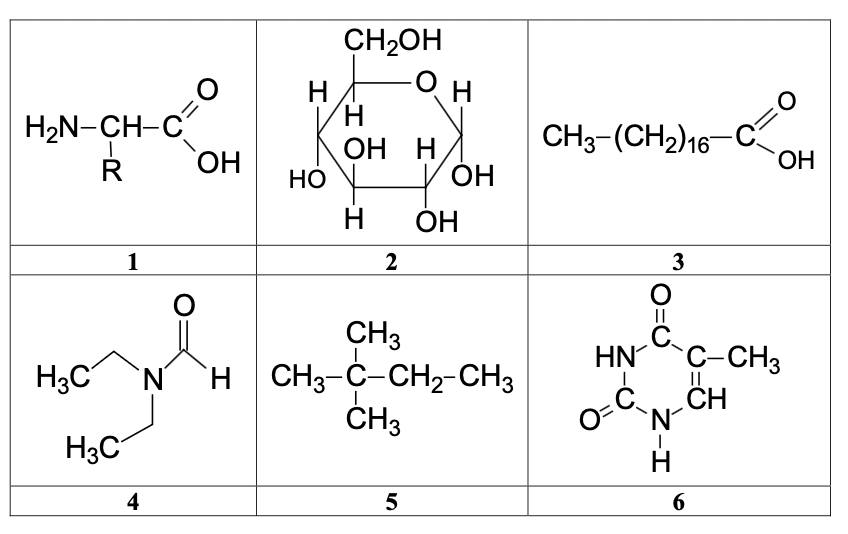 H₂N–CH–C
O
OH
R
CH₂OH
O
H
H
H
OH
H
HO
OH
H
OH
CH₃–(CH₂)₁₆–C
O
OH
1
2
3
O
H₃C
N
H
H₃C
CH₃
CH₃–C–CH₂–CH₃
CH₃
O
C
HN
C–CH₃
C
CH
O
N
H
4
5
6